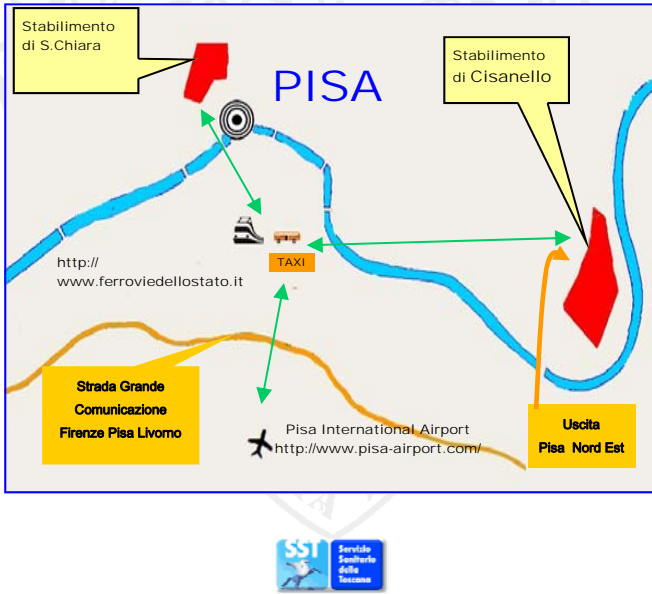 Stabilimento
di S.Chiara
PISA
Stabilimento
di Cisanello
http://
www.ferroviedellostato.it
TAXI
Strada Grande
Comunicazione
Firenze Pisa Livorno
Pisa International Airport
http://www.pisa-airport.com/
Uscita
Pisa Nord Est
SST
Servizio
Sanitario
della
Toscana